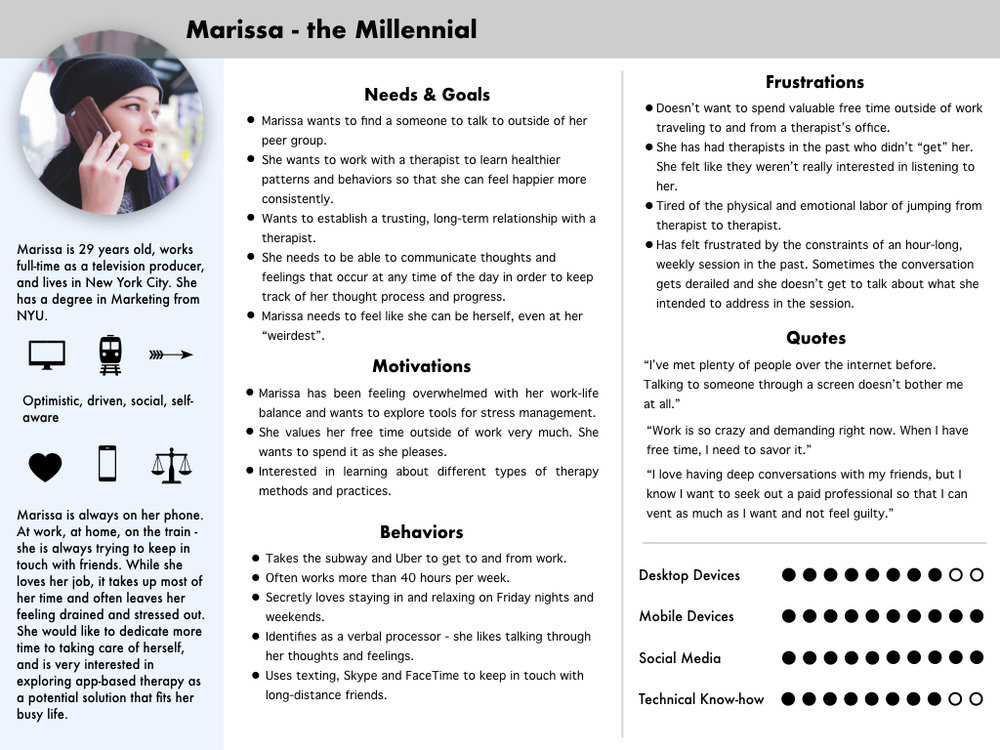 Marissa - the Millennial
Marissa is 29 years old, works
full-time as a television producer,
and lives in New York City. She
has a degree in Marketing from
NYU.
Optimistic, driven, social, self-
aware
Marissa is always on her phone.
At work, at home, on the train -
she is always trying to keep in
touch with friends. While she
loves her job, it takes up most of
her time and often leaves her
feeling drained and stressed out.
She would like to dedicate more
time to taking care of herself,
and is very interested in
exploring app-based therapy as
a potential solution that fits her
busy life.
Needs & Goals
● Marissa wants to find a someone to talk to outside of her
peer group.
● She wants to work with a therapist to learn healthier
patterns and behaviors so that she can feel happier more
consistently.
● Wants to establish a trusting, long-term relationship with a
therapist.
● She needs to be able to communicate thoughts and
feelings that occur at any time of the day in order to keep
track of her thought process and progress.
● Marissa needs to feel like she can be herself, even at her
“weirdest”.
Motivations
● Marissa has been feeling overwhelmed with her work-life
balance and wants to explore tools for stress management.
● She values her free time outside of work very much. She
wants to spend it as she pleases.
● Interested in learning about different types of therapy
methods and practices.
Behaviors
● Takes the subway and Uber to get to and from work.
● Often works more than 40 hours per week.
● Secretly loves staying in and relaxing on Friday nights and
weekends.
● Identifies as a verbal processor - she likes talking through
her thoughts and feelings.
● Uses texting, Skype and FaceTime to keep in touch with
long-distance friends.
Frustrations
● Doesn’t want to spend valuable free time outside of work
traveling to and from a therapist’s office.
● She has had therapists in the past who didn’t “get” her.
She felt like they weren’t really interested in listening to
her.
● Tired of the physical and emotional labor of jumping from
therapist to therapist.
● Has felt frustrated by the constraints of an hour-long,
weekly session in the past. Sometimes the conversation
gets derailed and she doesn’t get to talk about what she
intended to address in the session.
Quotes
“I’ve met plenty of people over the internet before.
Talking to someone through a screen doesn’t bother me
at all.”
“Work is so crazy and demanding right now. When I have
free time, I need to savor it.”
“I love having deep conversations with my friends, but I
know I want to seek out a paid professional so that I can
vent as much as I want and not feel guilty.”
Desktop Devices
Mobile Devices
Social Media
Technical Know-how